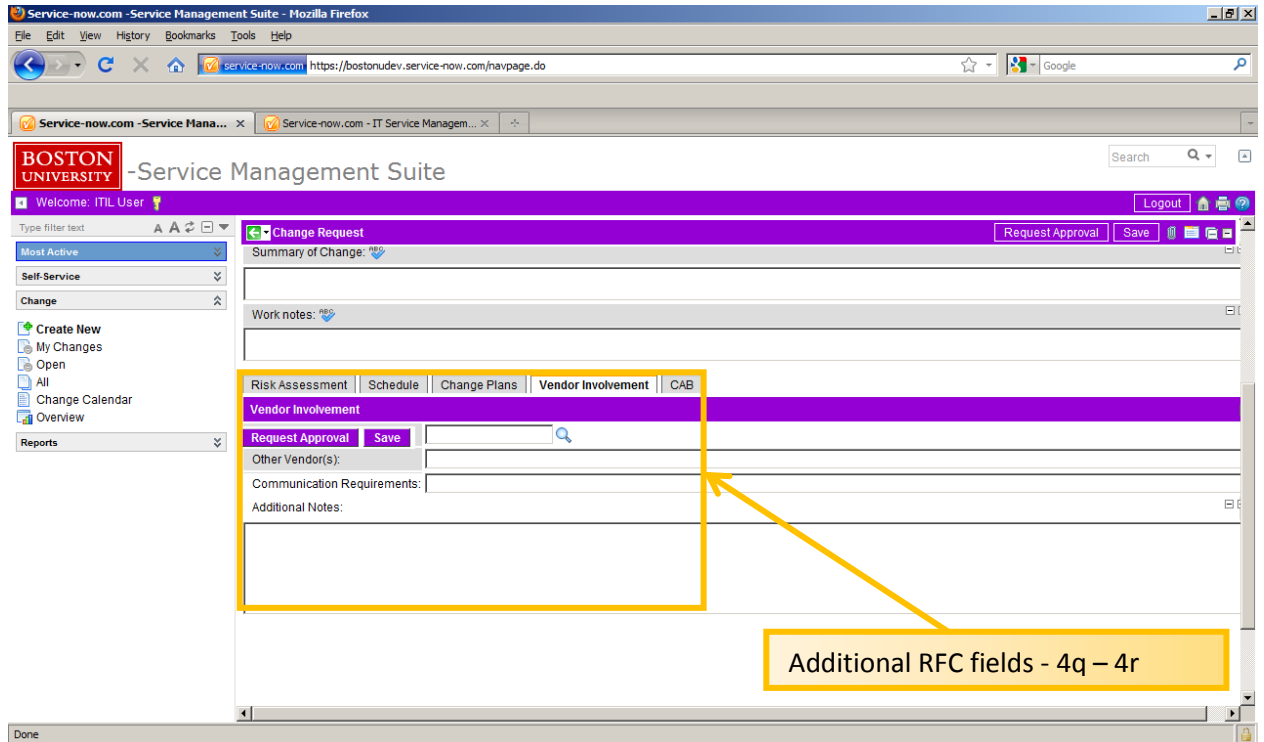 Service-now.com -Service Management Suite - Mozilla Firefox
File Edit View History Bookmarks Tools Help
service-now.com https://bostonudev.service-now.com/navpage.do
Google
Service-now.com -Service Mana...
Service-now.com - IT Service Managem...
BOSTON
UNIVERSITY
-Service Management Suite
Search
Welcome: ITIL User
Logout
Type filter text
A A
Change Request
Request Approval
Save
Most Active
Summary of Change:
Self-Service
Change
Work notes:
Create New
My Changes
Open
All
Change Calendar
Overview
Reports
Risk Assessment
Schedule
Change Plans
Vendor Involvement
CAB
Vendor Involvement
Request Approval
Save
Other Vendor(s):
Communication Requirements:
Additional Notes:
Additional RFC fields - 4q – 4r
Done